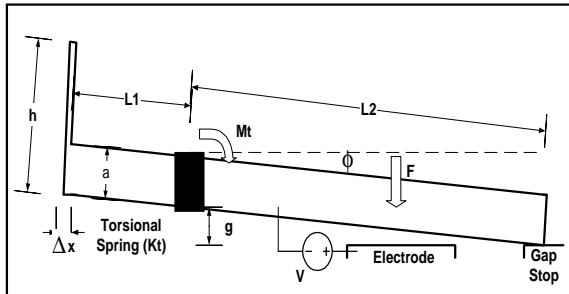 L1
L2
h
Mt
a
ϕ
F
Torsional
Spring (Kt)
g
Δx
V
- +
Electrode
Gap
Stop